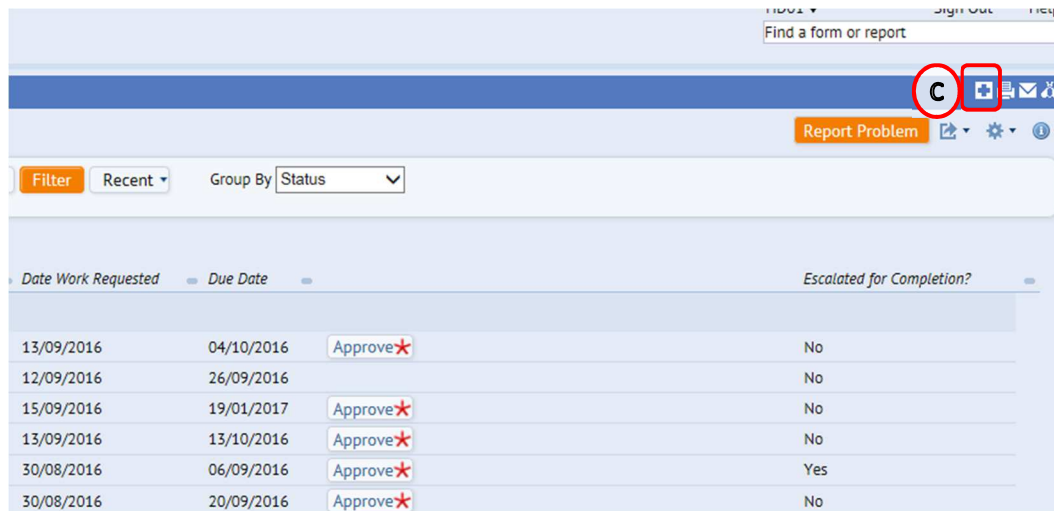 HD01 Sign Out Help
Find a form or report
C
Report Problem
Filter Recent Group By Status
Date Work Requested Due Date Escalated for Completion?
13/09/2016 04/10/2016 Approve No
12/09/2016 26/09/2016 No
15/09/2016 19/01/2017 Approve No
13/09/2016 13/10/2016 Approve No
30/08/2016 06/09/2016 Approve Yes
30/08/2016 20/09/2016 Approve No